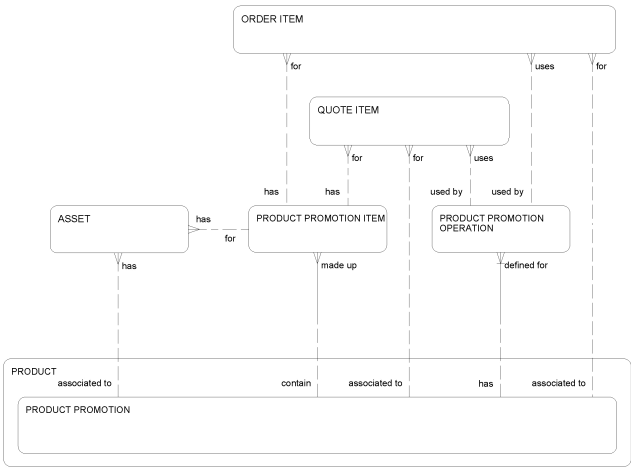 ORDER ITEM
for
uses
for
QUOTE ITEM
for
for
uses
has
has
used by
used by
ASSET
has
for
PRODUCT PROMOTION ITEM
PRODUCT PROMOTION
OPERATION
has
made up
defined for
PRODUCT
associated to
contain
associated to
has
associated to
PRODUCT PROMOTION